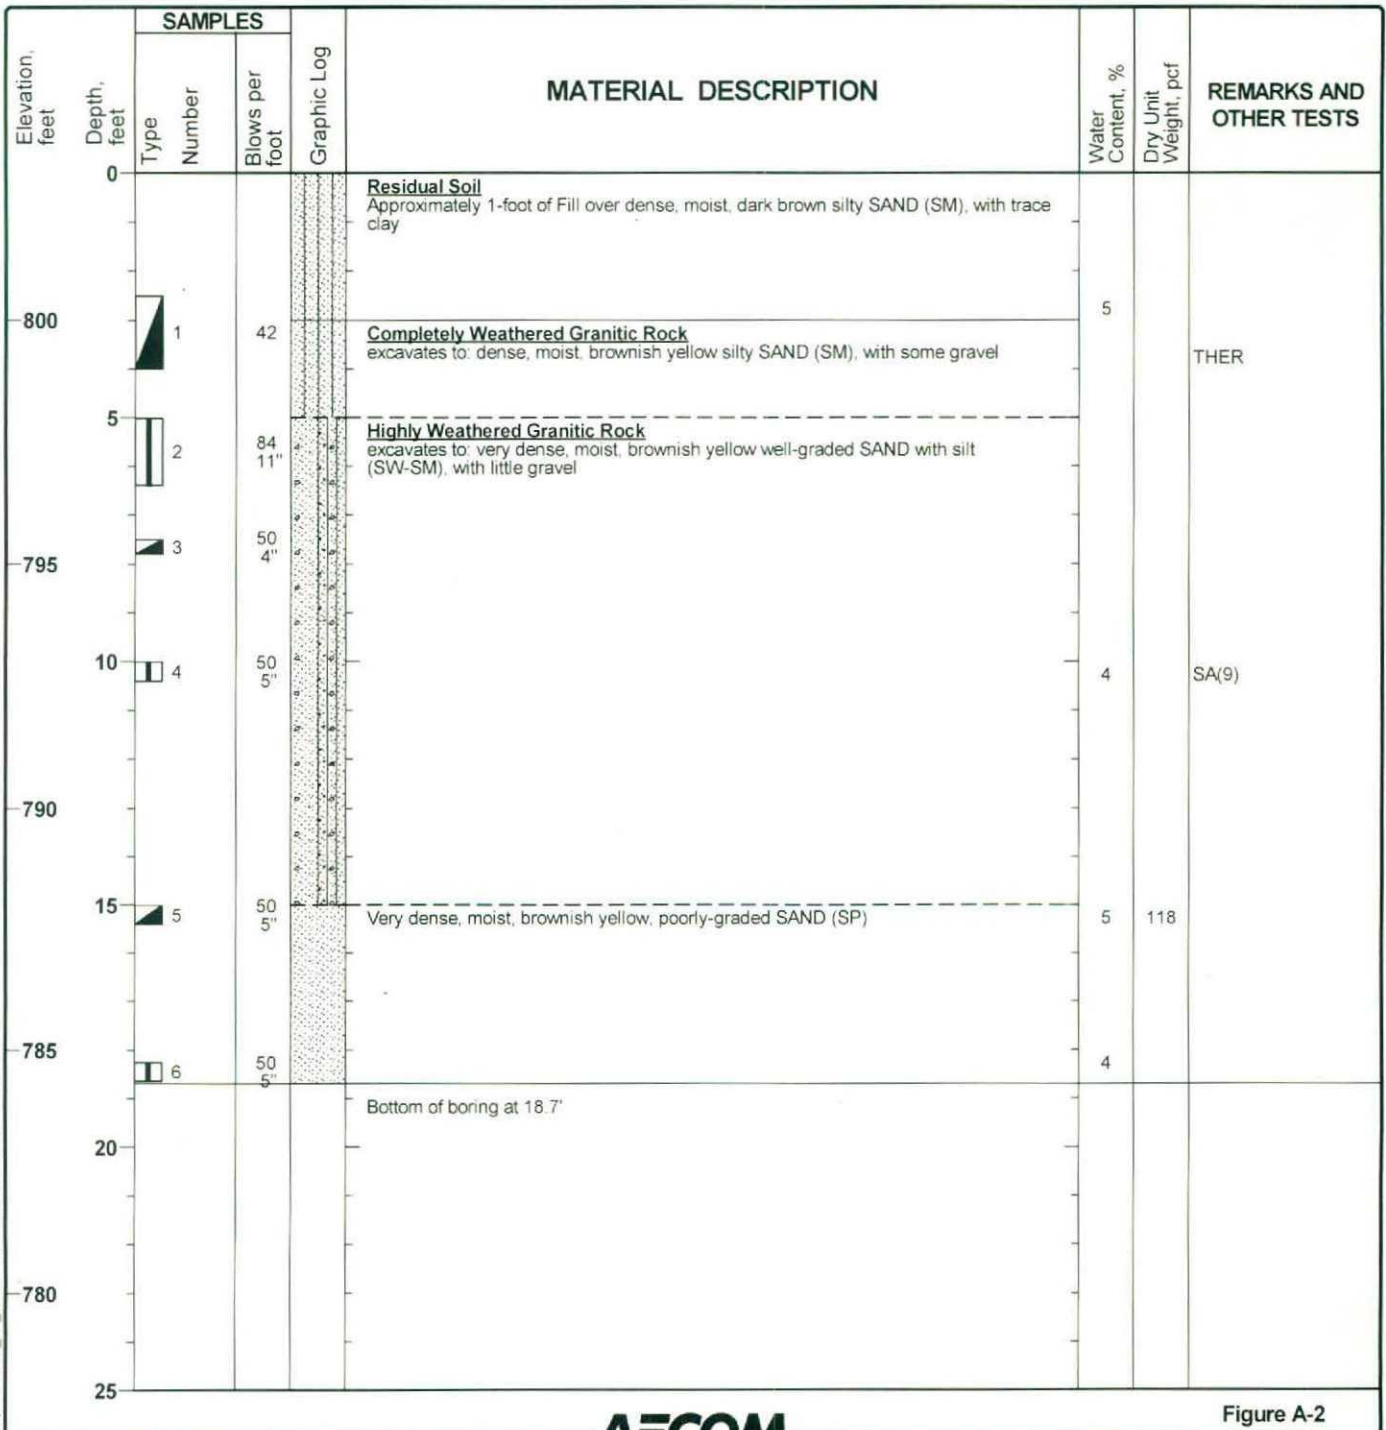 SAMPLES
Elevation, feet
Depth, feet
Type
Number
Blows per foot
Graphic Log
MATERIAL DESCRIPTION
Water Content, %
Dry Unit Weight, pcf
REMARKS AND
OTHER TESTS
0
Residual Soil
Approximately 1-foot of Fill over dense, moist, dark brown silty SAND (SM), with trace
clay
5
800
1
42
Completely Weathered Granitic Rock
excavates to: dense, moist, brownish yellow silty SAND (SM), with some gravel
THER
5
2
84
11"
Highly Weathered Granitic Rock
excavates to: very dense, moist, brownish yellow well-graded SAND with silt
(SW-SM), with little gravel
3
50
4"
795
10
4
50
5"
4
SA(9)
790
15
5
50
5"
Very dense, moist, brownish yellow, poorly-graded SAND (SP)
5
118
785
6
50
5"
4
Bottom of boring at 18.7'
20
780
25
AECOM
Figure A-2